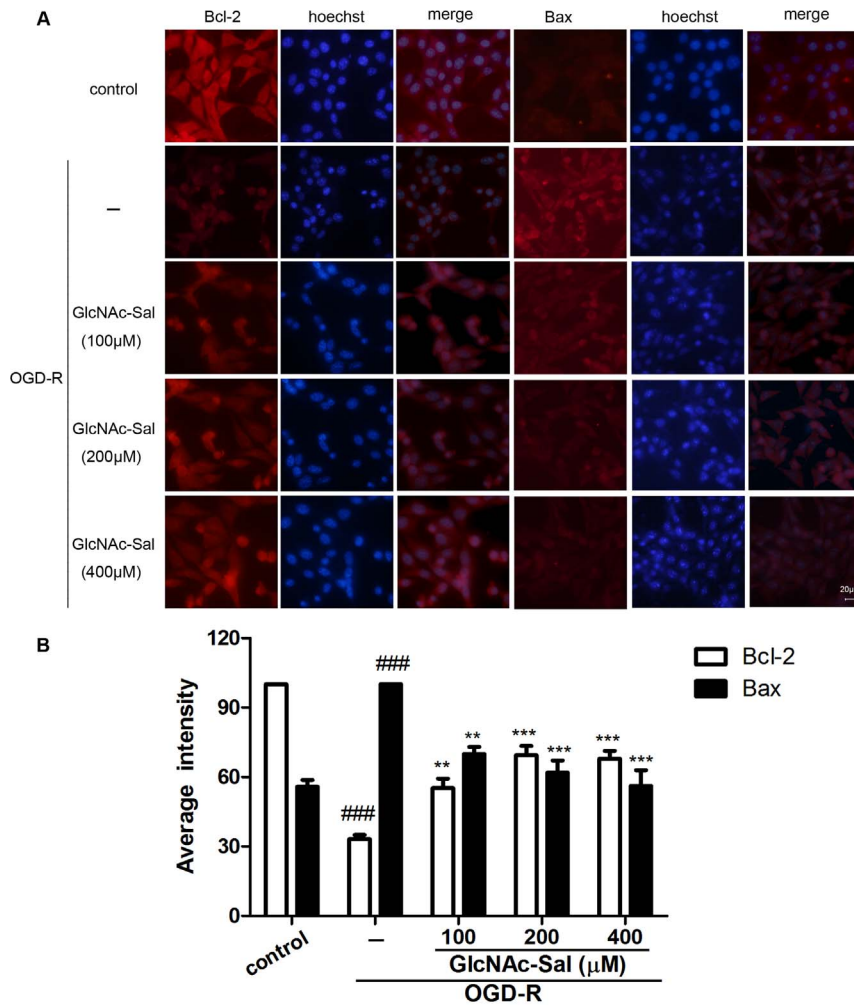 A
Bcl-2 hoechst merge Bax hoechst merge
control
—
GlcNAc-Sal
(100μM)
OGD-R
GlcNAc-Sal
(200μM)
GlcNAc-Sal
(400μM)
20μ
B
120
90
60
30
0
Average intensity
###
###
**
**
***
***
***
***
Bcl-2
Bax
control
—
100 200 400
GlcNAc-Sal (μM)
OGD-R